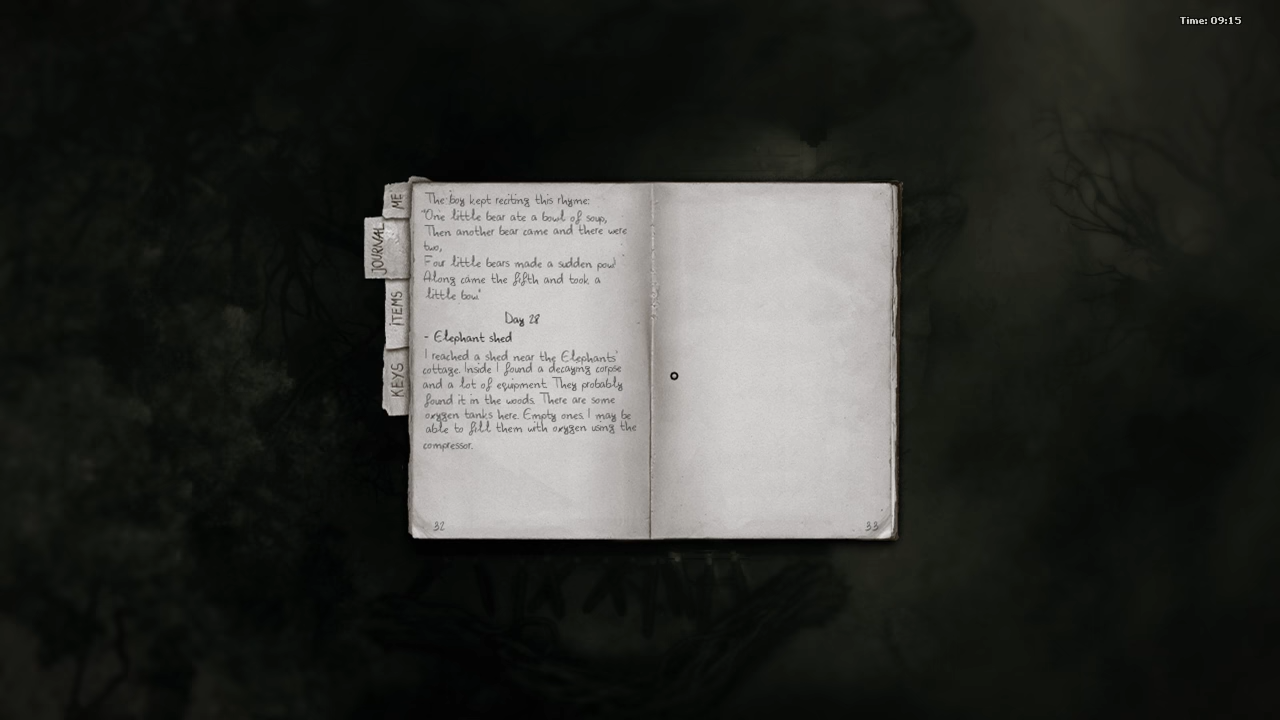 Time: 09:15
ME
JOURNAL
ITEMS
KEYS
The boy kept reciting this rhyme:
"One little bear ate a bowl of soup,
Then another bear came and there were
two,
Four little bears made a sudden pow!
Along came the fifth and took a
little bow"
Day 28
- Elephant shed
I reached a shed near the Elephants'
cottage. Inside I found a decaying corpse
and a lot of equipment. They probably
found it in the woods. There are some
oxygen tanks here. Empty ones. I may be
able to fill them with oxygen using the
compressor.
32
33